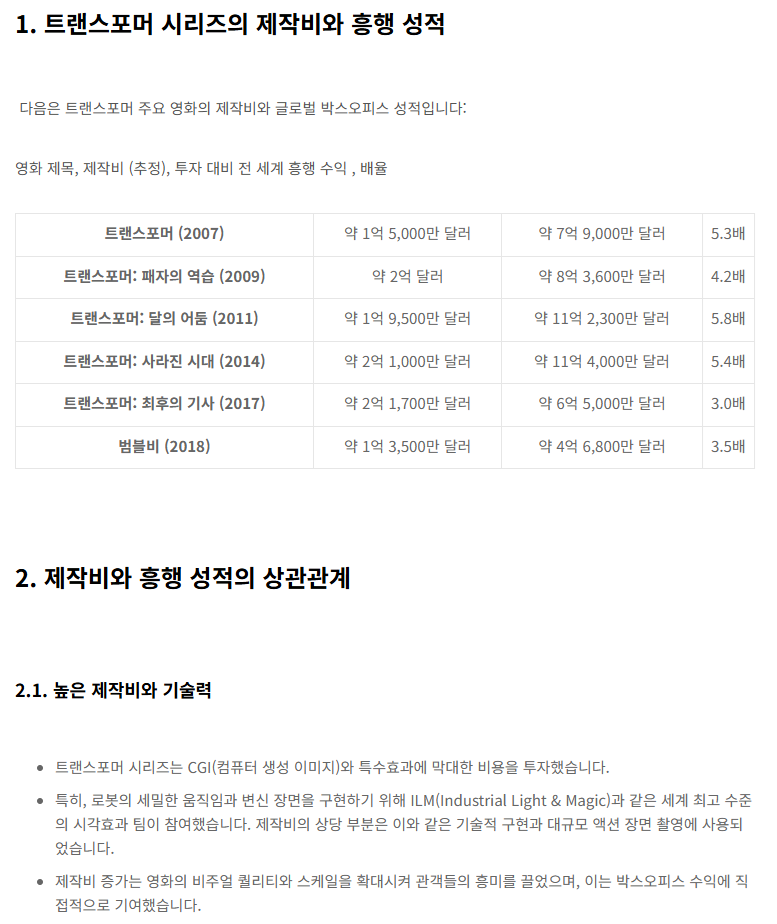 1. 트랜스포머 시리즈의 제작비와 흥행 성적
다음은 트랜스포머 주요 영화의 제작비와 글로벌 박스오피스 성적입니다:
영화 제목, 제작비 (추정), 투자 대비 전 세계 흥행 수익 , 배율
트랜스포머 (2007) 약 1억 5,000만 달러 약 7억 9,000만 달러 5.3배
트랜스포머: 패자의 역습 (2009) 약 2억 달러 약 8억 3,600만 달러 4.2배
트랜스포머: 달의 어둠 (2011) 약 1억 9,500만 달러 약 11억 2,300만 달러 5.8배
트랜스포머: 사라진 시대 (2014) 약 2억 1,000만 달러 약 11억 4,000만 달러 5.4배
트랜스포머: 최후의 기사 (2017) 약 2억 1,700만 달러 약 6억 5,000만 달러 3.0배
범블비 (2018) 약 1억 3,500만 달러 약 4억 6,800만 달러 3.5배
2. 제작비와 흥행 성적의 상관관계
2.1. 높은 제작비와 기술력
• 트랜스포머 시리즈는 CGI(컴퓨터 생성 이미지)와 특수효과에 막대한 비용을 투자했습니다.
• 특히, 로봇의 세밀한 움직임과 변신 장면을 구현하기 위해 ILM(Industrial Light & Magic)과 같은 세계 최고 수준
의 시각효과 팀이 참여했습니다. 제작비의 상당 부분은 이와 같은 기술적 구현과 대규모 액션 장면 촬영에 사용되
었습니다.
• 제작비 증가는 영화의 비주얼 퀄리티와 스케일을 확대시켜 관객들의 흥미를 끌었으며, 이는 박스오피스 수익에 직
접적으로 기여했습니다.